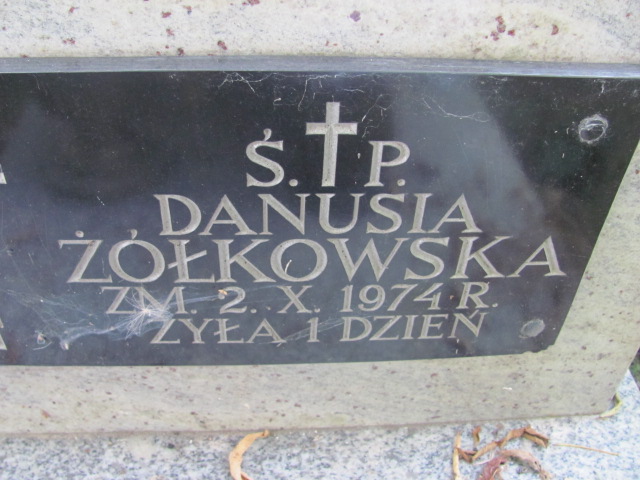 Ś. P.
DANUSIA
ŻÓŁKOWSKA
ZM. 2. X. 1974 R.
ŻYŁA 1 DZIEŃ